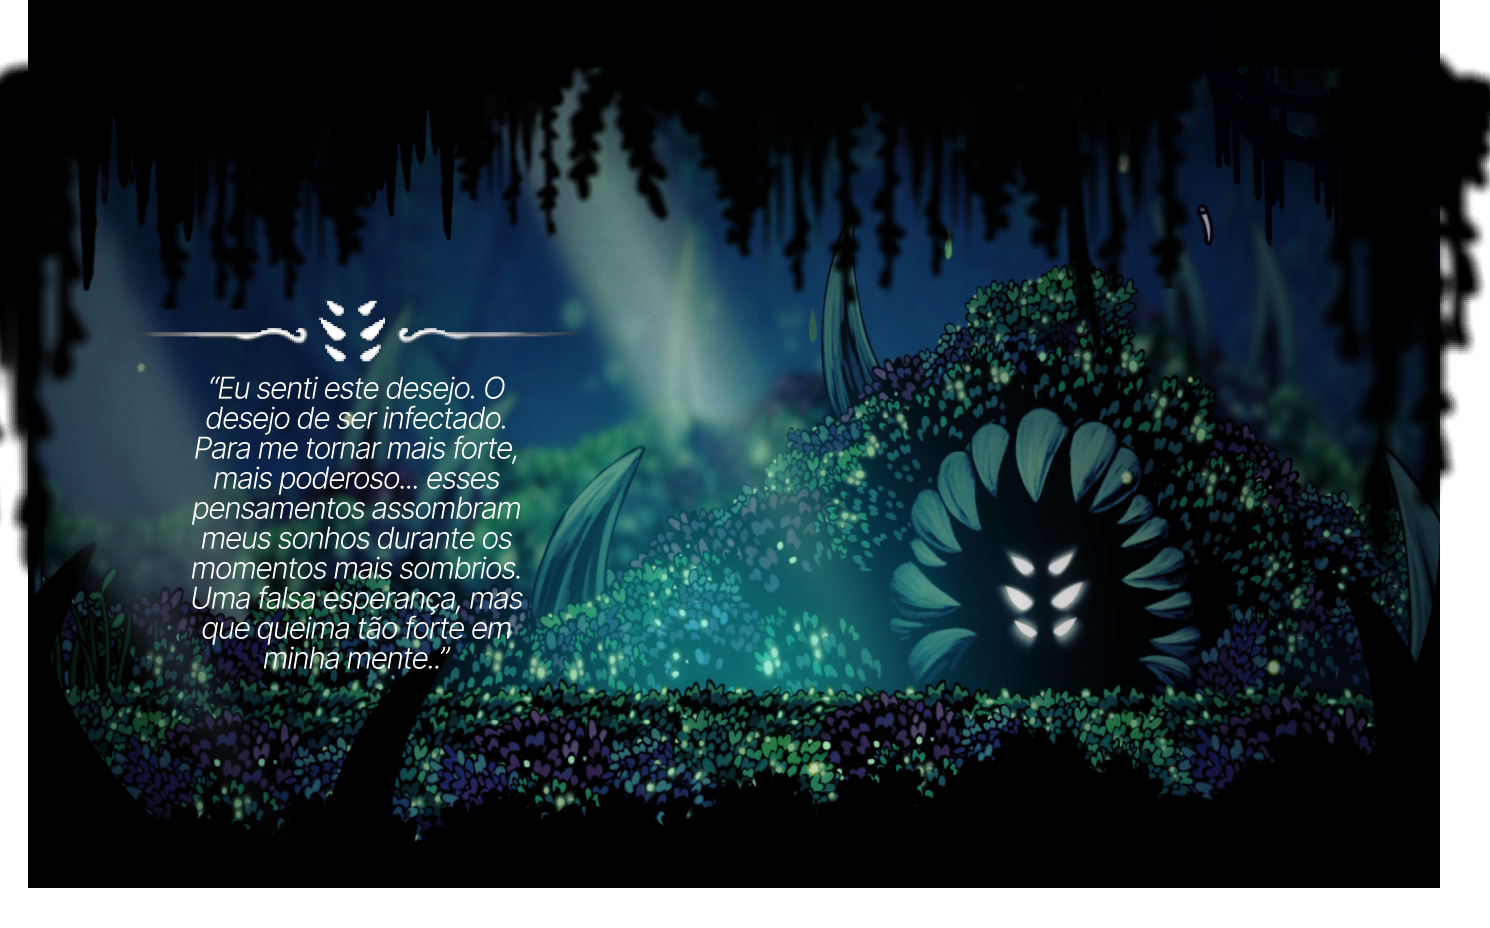 “Eu senti este desejo. O
desejo de ser infectado.
Para me tornar mais forte,
mais poderoso... esses
pensamentos assombram
meus sonhos durante os
momentos mais sombrios.
Uma falsa esperança, mas
que queima tão forte em
minha mente..”